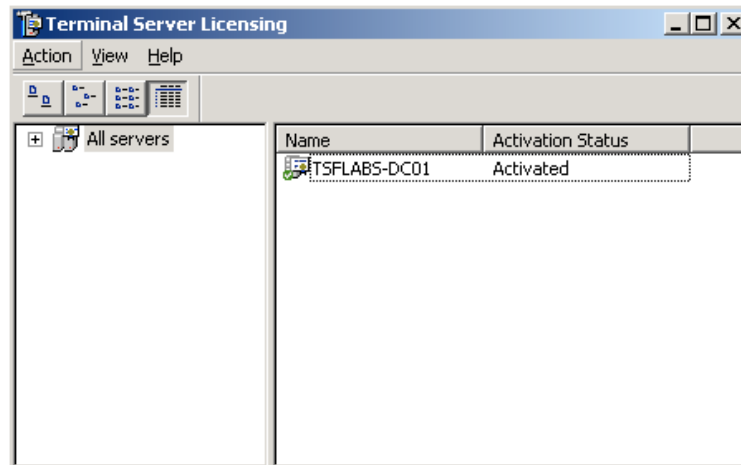 Terminal Server Licensing
Action View Help
All servers
Name Activation Status
TSFLABS-DC01 Activated